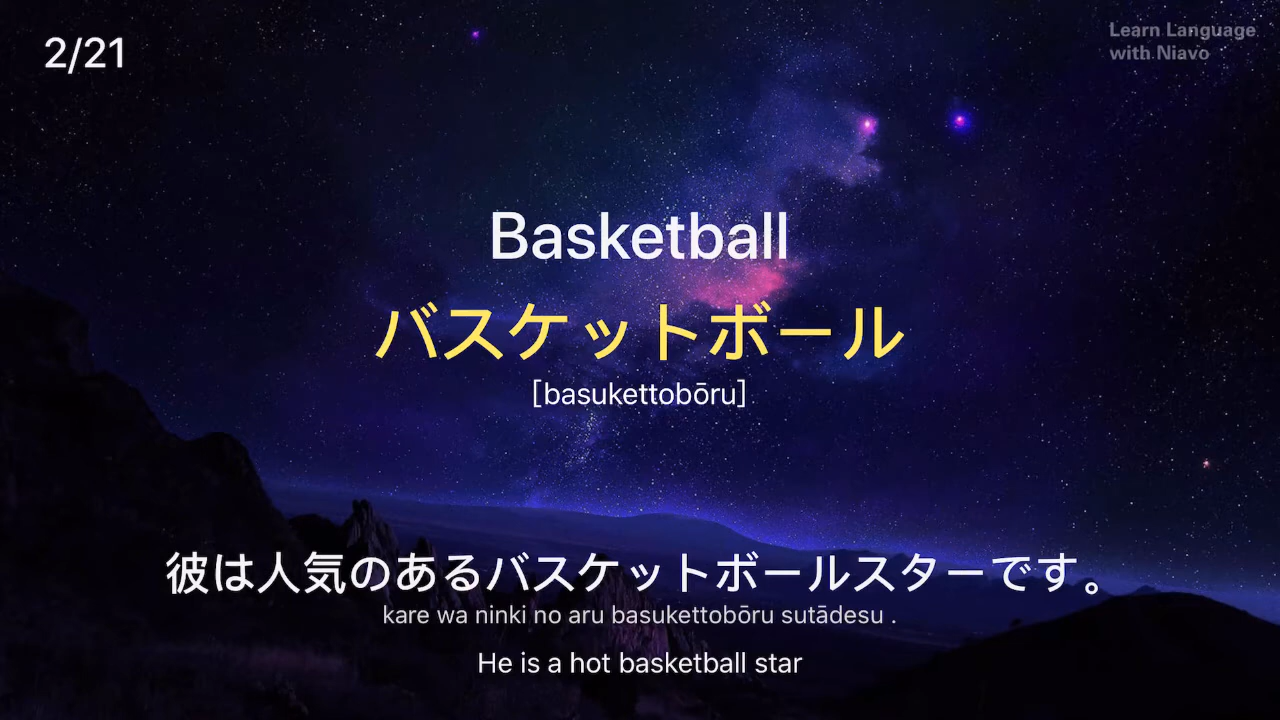 2/21
Learn Language
with Niavo
Basketball
バスケットボール
[basukettobōru]
彼は人気のあるバスケットボールスターです。
kare wa ninki no aru basukettobōru sutādesu .
He is a hot basketball star